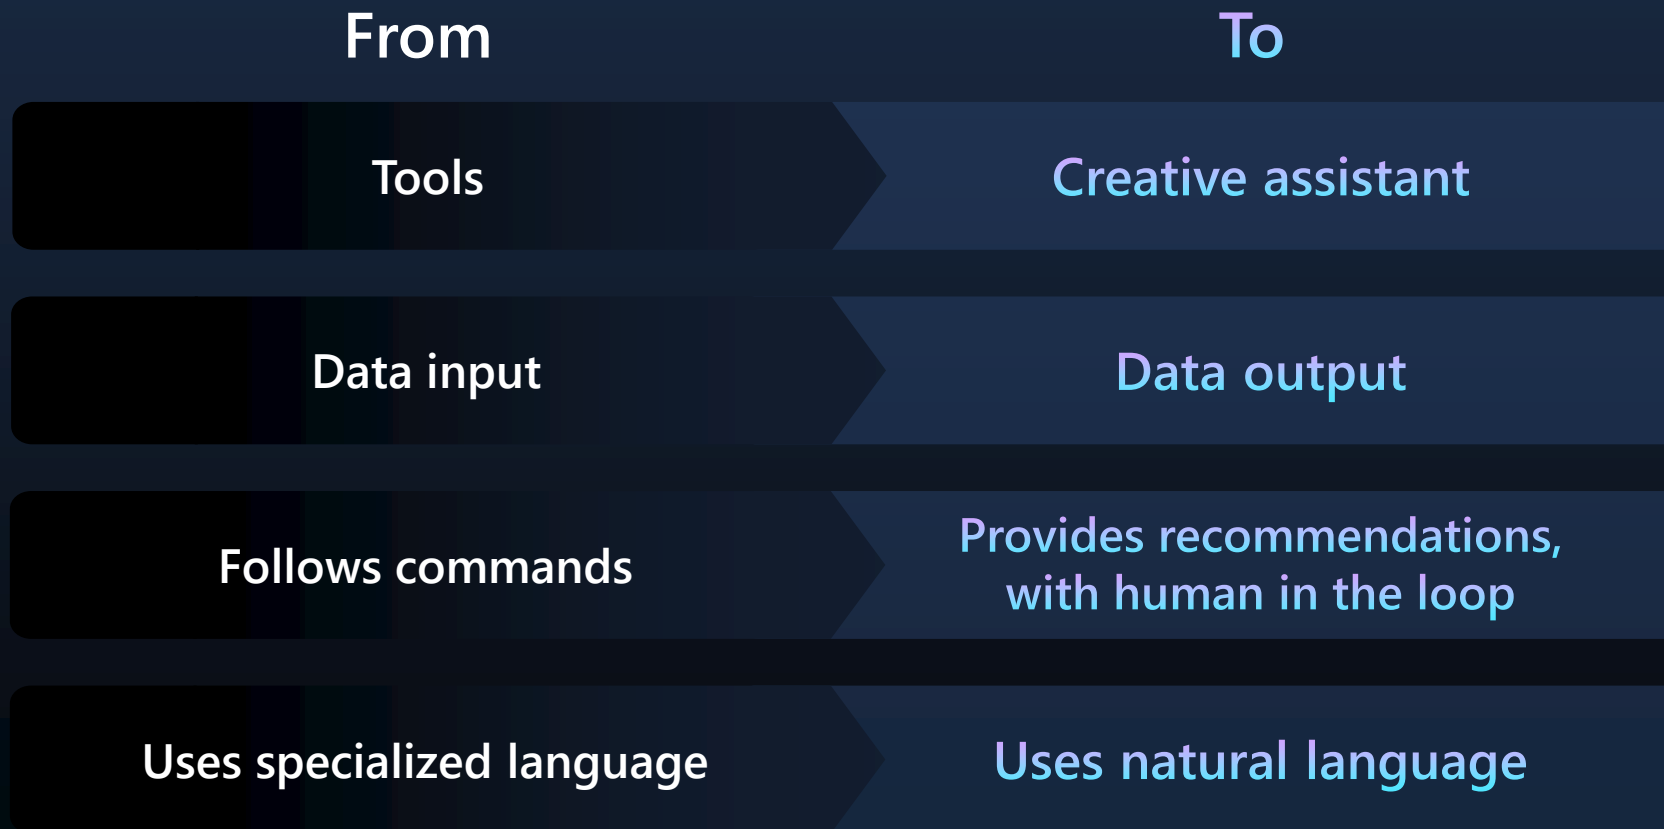 From
To
Tools
Creative assistant
Data input
Data output
Follows commands
Provides recommendations,
with human in the loop
Uses specialized language
Uses natural language